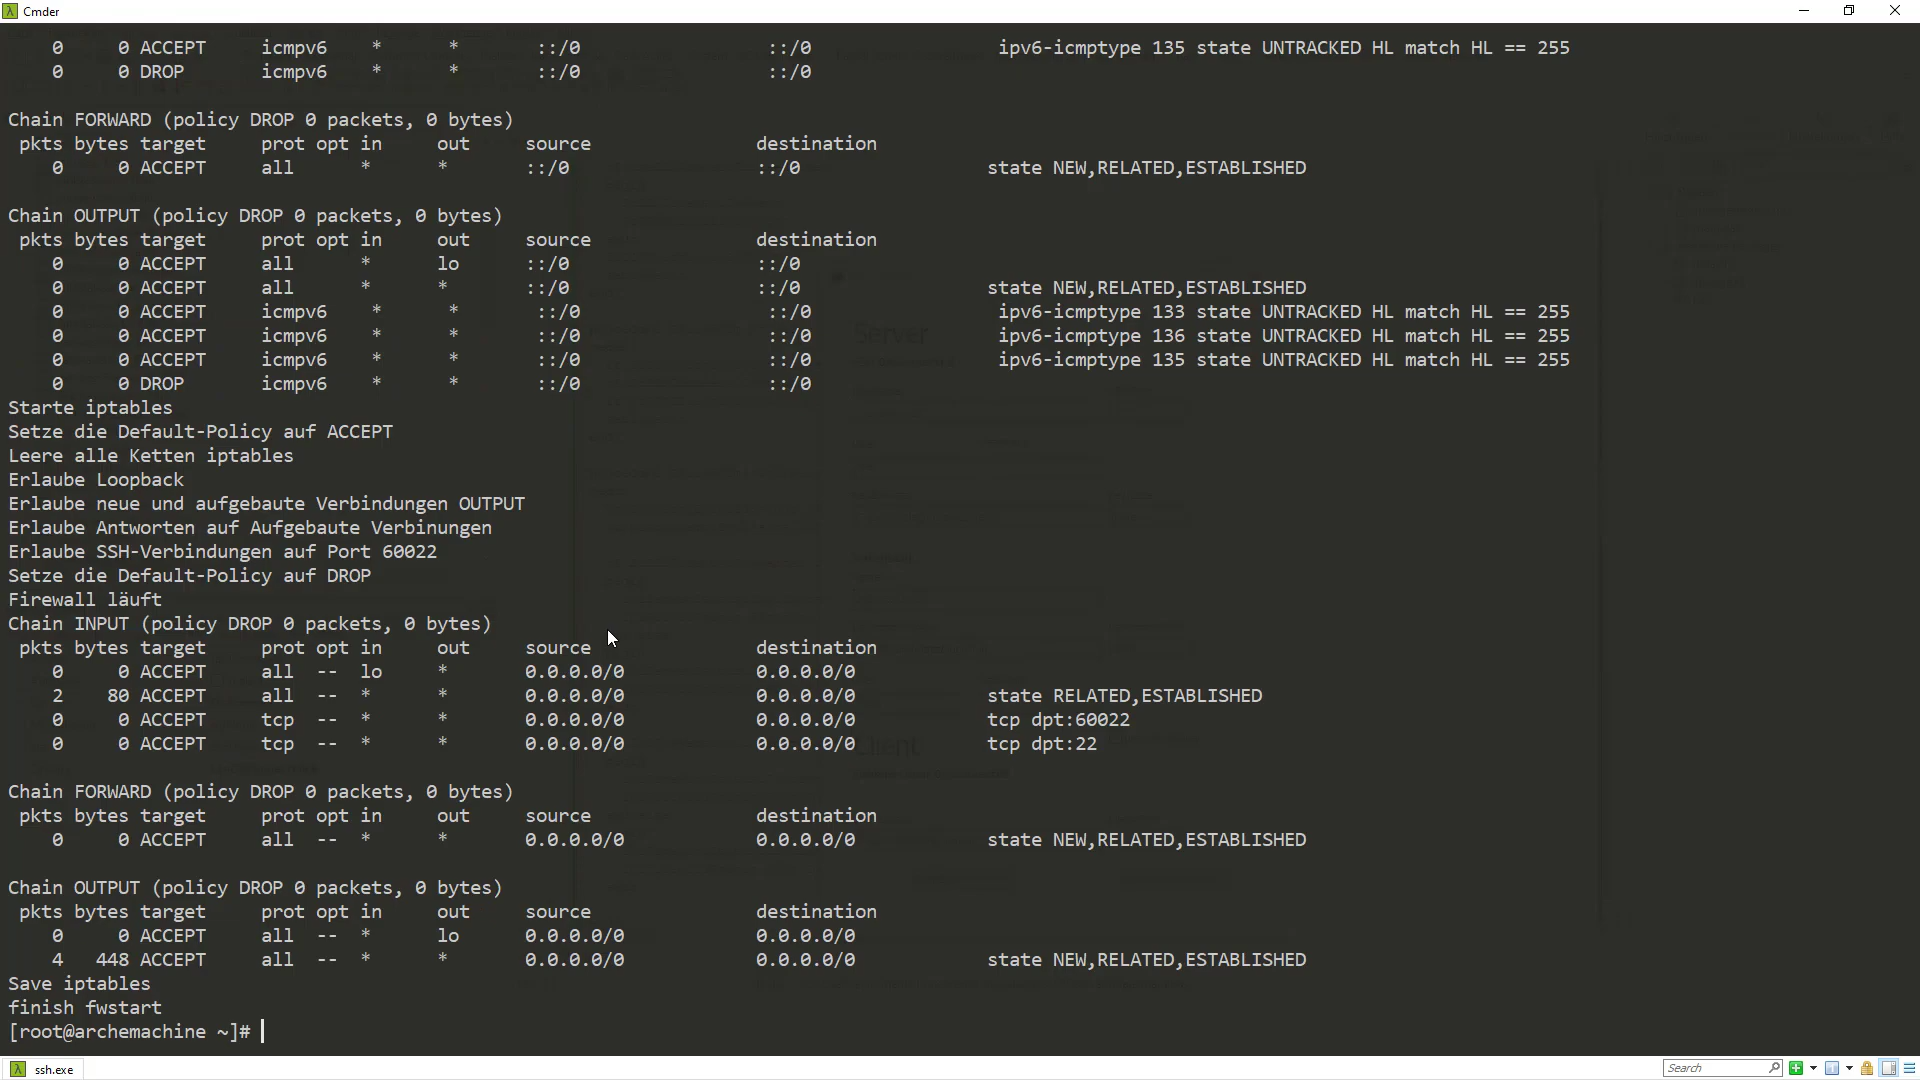 Cmder
0 0 ACCEPT icmpv6 * * ::/0 ::/0 ipv6-icmptype 135 state UNTRACKED HL match HL == 255
0 0 DROP icmpv6 * * ::/0 ::/0
Chain FORWARD (policy DROP 0 packets, 0 bytes)
pkts bytes target prot opt in out source destination
0 0 ACCEPT all * * ::/0 ::/0 state NEW,RELATED,ESTABLISHED
Chain OUTPUT (policy DROP 0 packets, 0 bytes)
pkts bytes target prot opt in out source destination
0 0 ACCEPT all * lo ::/0 ::/0
0 0 ACCEPT all * * ::/0 ::/0 state NEW,RELATED,ESTABLISHED
0 0 ACCEPT icmpv6 * * ::/0 ::/0 ipv6-icmptype 133 state UNTRACKED HL match HL == 255
0 0 ACCEPT icmpv6 * * ::/0 ::/0 ipv6-icmptype 136 state UNTRACKED HL match HL == 255
0 0 ACCEPT icmpv6 * * ::/0 ::/0 ipv6-icmptype 135 state UNTRACKED HL match HL == 255
0 0 DROP icmpv6 * * ::/0 ::/0
Starte iptables
Setze die Default-Policy auf ACCEPT
Leere alle Ketten iptables
Erlaube Loopback
Erlaube neue und aufgebaute Verbindungen OUTPUT
Erlaube Antworten auf Aufgebaute Verbinungen
Erlaube SSH-Verbindungen auf Port 60022
Setze die Default-Policy auf DROP
Firewall läuft
Chain INPUT (policy DROP 0 packets, 0 bytes)
pkts bytes target prot opt in out source destination
0 0 ACCEPT all -- lo * 0.0.0.0/0 0.0.0.0/0
2 80 ACCEPT all -- * * 0.0.0.0/0 0.0.0.0/0 state RELATED,ESTABLISHED
0 0 ACCEPT tcp -- * * 0.0.0.0/0 0.0.0.0/0 tcp dpt:60022
0 0 ACCEPT tcp -- * * 0.0.0.0/0 0.0.0.0/0 tcp dpt:22
Chain FORWARD (policy DROP 0 packets, 0 bytes)
pkts bytes target prot opt in out source destination
0 0 ACCEPT all -- * * 0.0.0.0/0 0.0.0.0/0 state NEW,RELATED,ESTABLISHED
Chain OUTPUT (policy DROP 0 packets, 0 bytes)
pkts bytes target prot opt in out source destination
0 0 ACCEPT all -- * lo 0.0.0.0/0 0.0.0.0/0
4 448 ACCEPT all -- * * 0.0.0.0/0 0.0.0.0/0 state NEW,RELATED,ESTABLISHED
Save iptables
finish fwstart
[root@archemachine ~]#
Server
Client
ssh.exe
Search